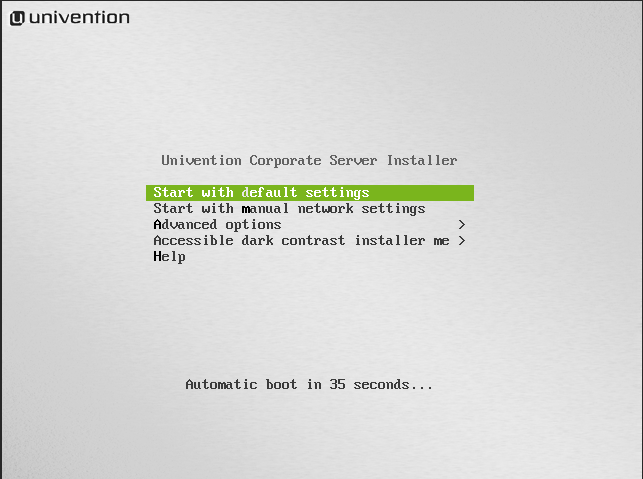 univention
Univention Corporate Server Installer
Start with default settings
Start with manual network settings
Advanced options >
Accessible dark contrast installer me >
Help
Automatic boot in 35 seconds...